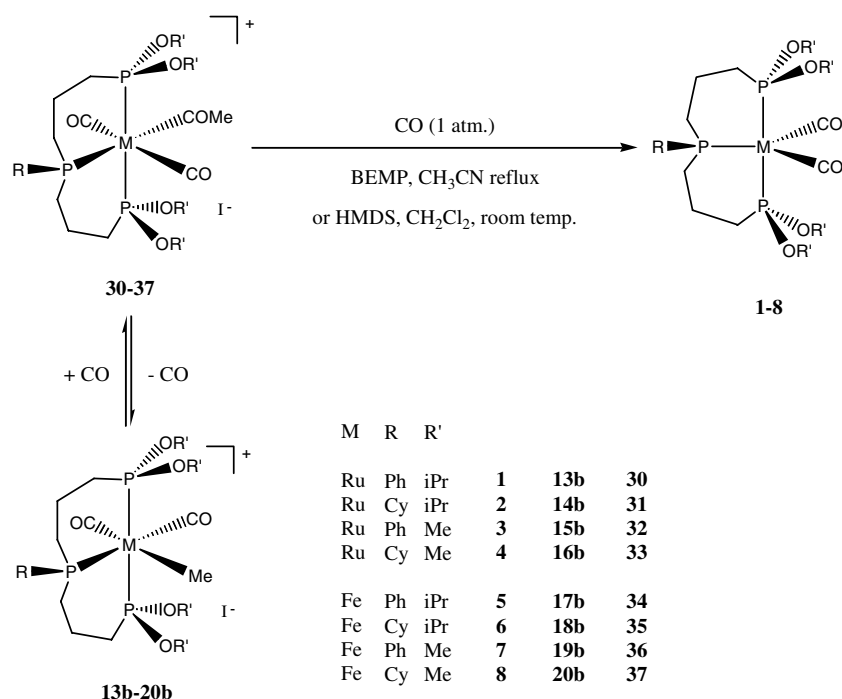 +
OR'
OR'
P
OC
COMe
M
R
P
CO
P
OR'
OR'
I-
30-37
CO (1 atm.)
BEMP, CH3CN reflux
or HMDS, CH2Cl2, room temp.
OR'
OR'
P
CO
R
P
M
CO
P
OR'
OR'
1-8
+ CO
- CO
+
OR'
OR'
P
OC
CO
M
R
P
Me
P
OR'
OR'
I-
13b-20b
M R R'
Ru Ph iPr 1 13b 30
Ru Cy iPr 2 14b 31
Ru Ph Me 3 15b 32
Ru Cy Me 4 16b 33
Fe Ph iPr 5 17b 34
Fe Cy iPr 6 18b 35
Fe Ph Me 7 19b 36
Fe Cy Me 8 20b 37